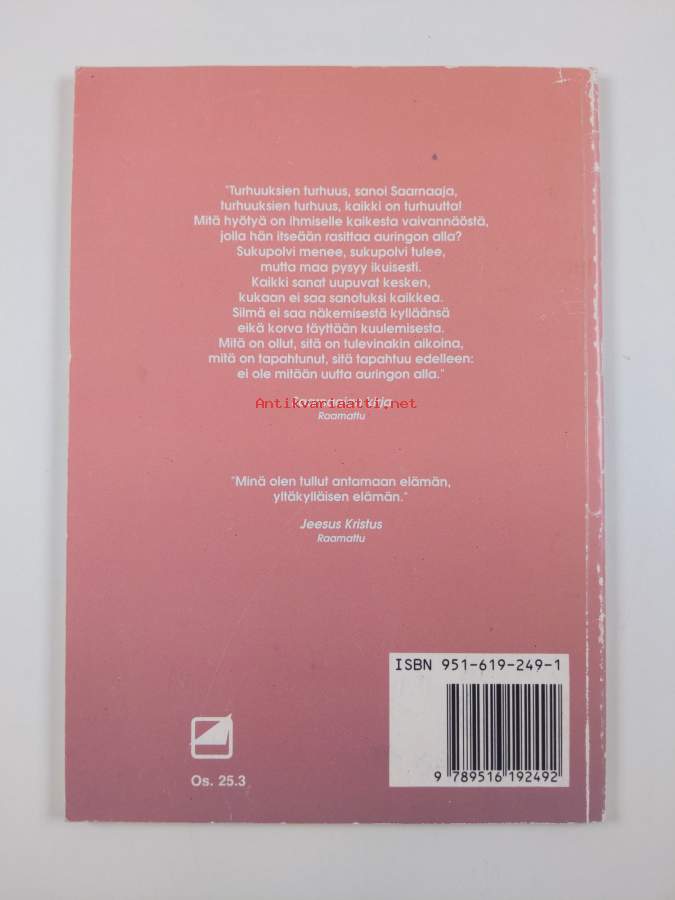 "Turhuuksien turhuus, sanoi Saarnaaja,
turhuuksien turhuus, kaikki on turhuutta!
Mitä hyötyä on ihmiselle kaikesta vaivannäöstä,
jolla hän itseään rasittaa auringon alla?
Sukupolvi menee, sukupolvi tulee,
mutta maa pysyy ikuisesti.
Kaikki sanat uupuvat kesken,
kukaan ei saa sanotuksi kaikkea.
Silmä ei saa näkemisestä kylläänsä
eikä korva täyttään kuulemisesta.
Mitä on ollut, sitä on tulevinakin aikoina,
mitä on tapahtunut, sitä tapahtuu edelleen:
ei ole mitään uutta auringon alla."
Saarnaajan kirja
Antikvariaatti.net
Raamattu
"Minä olen tullut antamaan elämän,
yltäkylläisen elämän."
Jeesus Kristus
Raamattu
ISBN 951-619-249-1
9 789516 192492
Os. 25.3